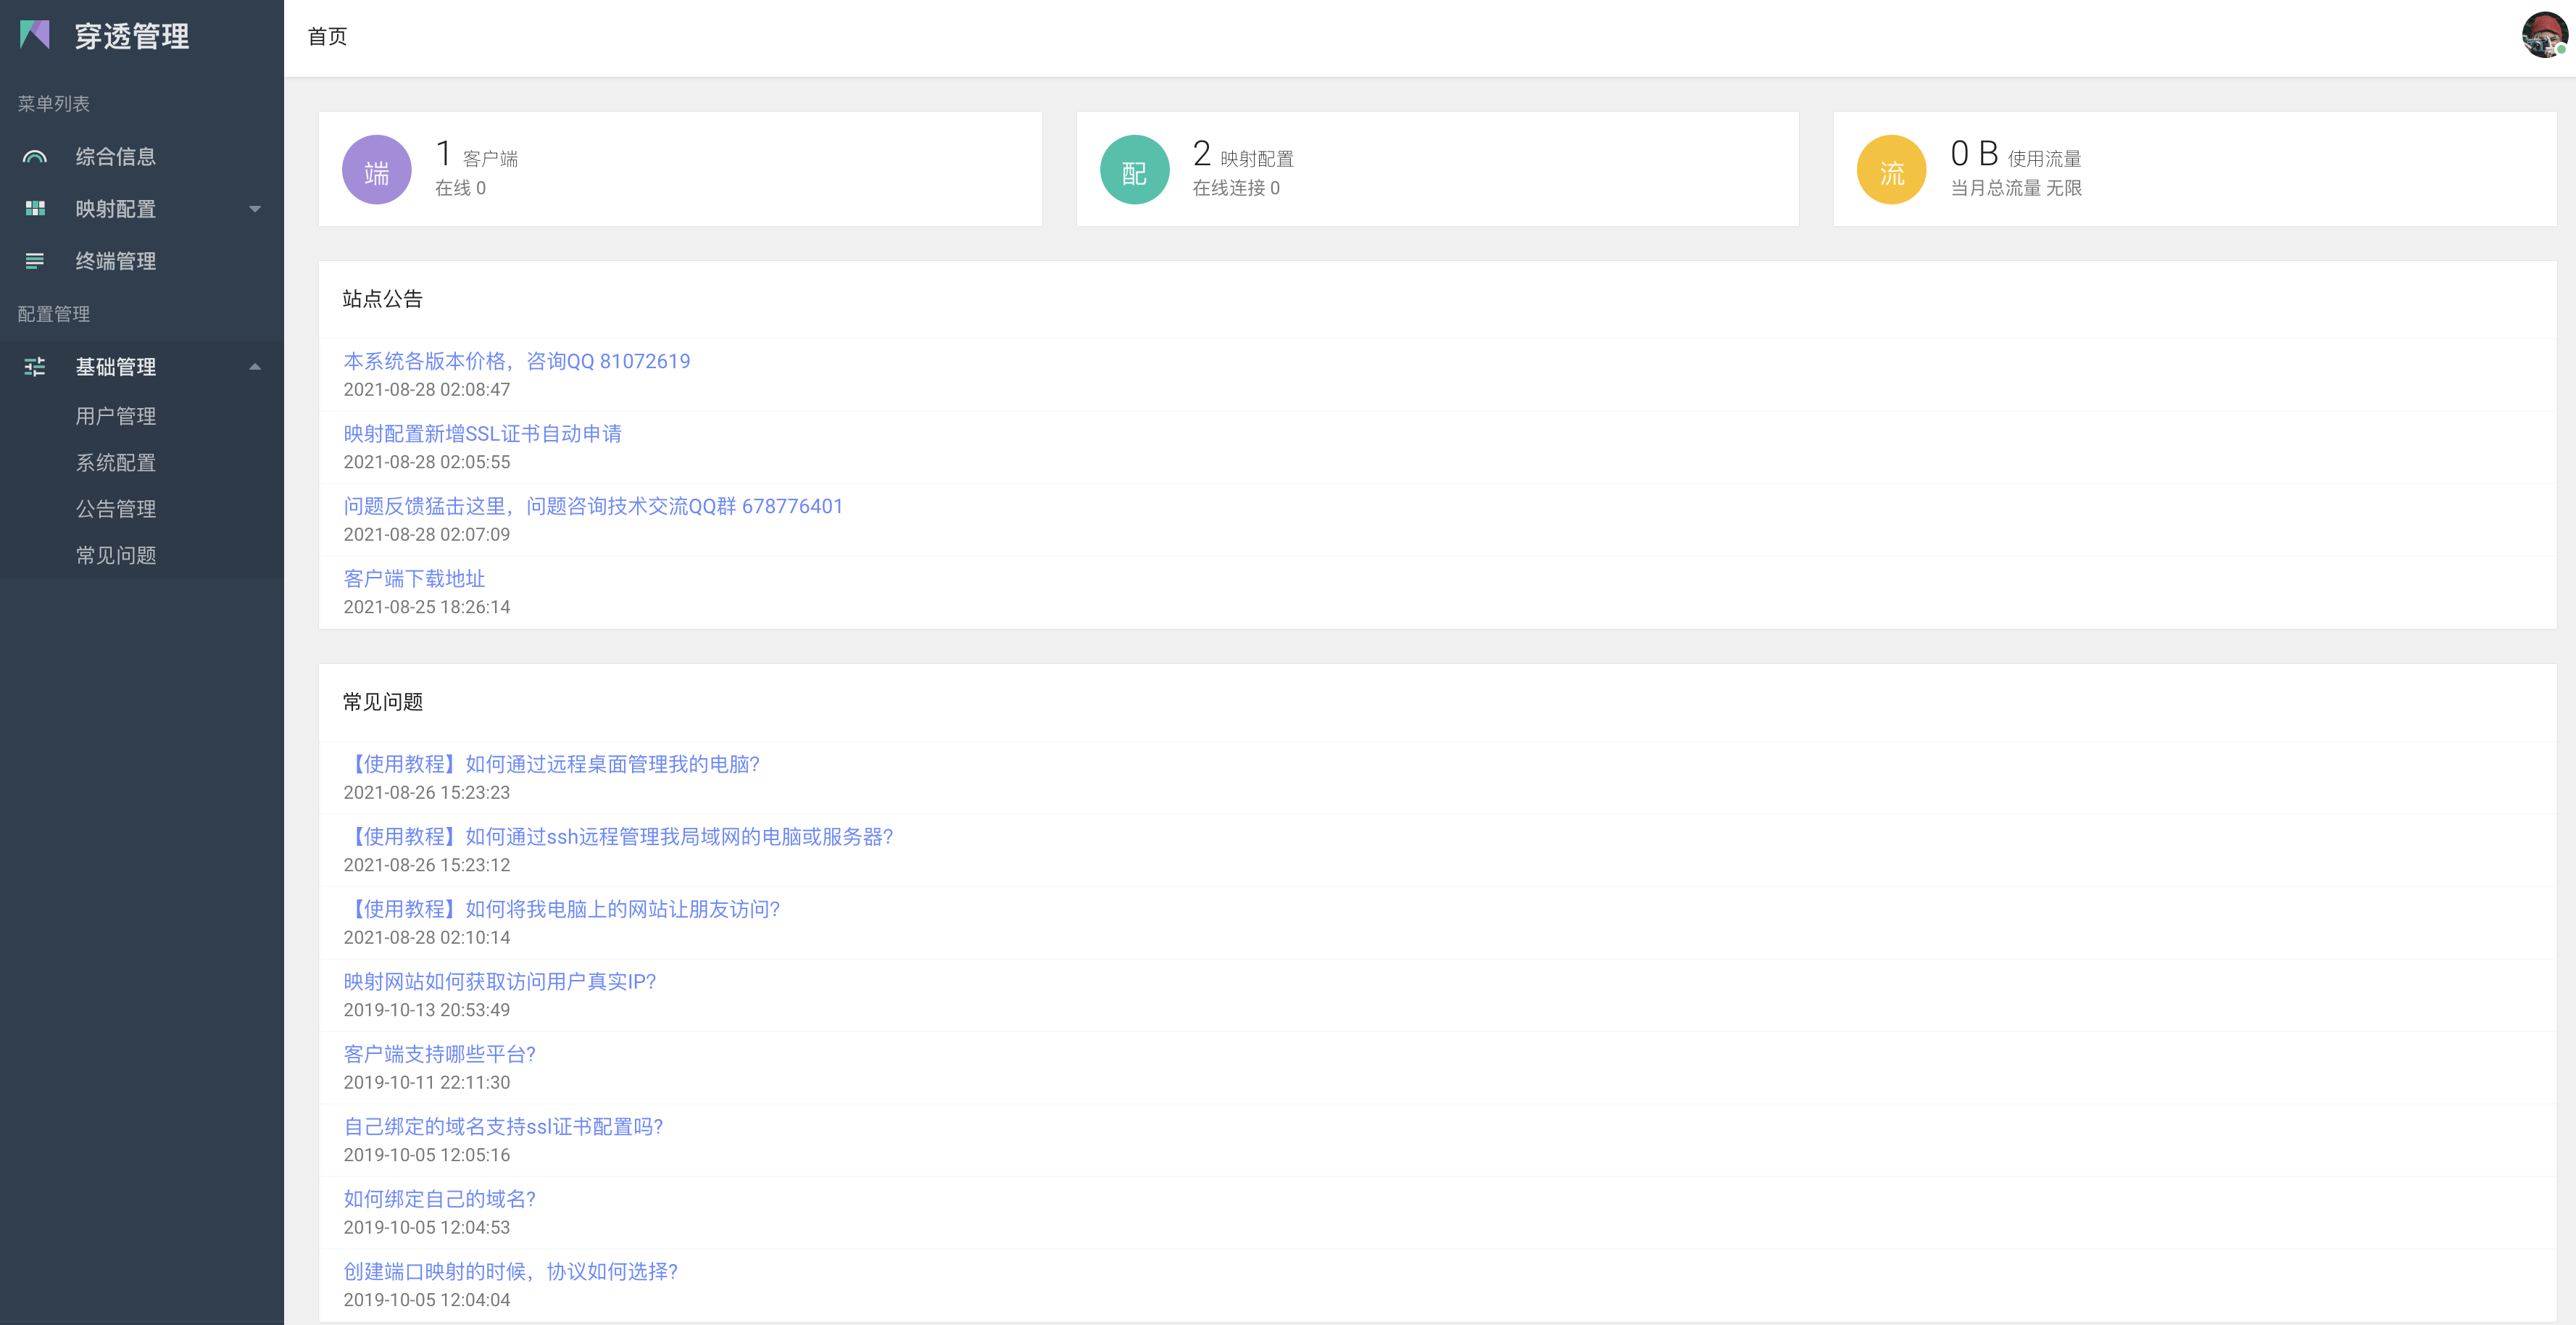 穿透管理
菜单列表
综合信息
映射配置
终端管理
配置管理
基础管理
用户管理
系统配置
公告管理
常见问题
首页
端
1 客户端
在线 0
配
2 映射配置
在线连接 0
流
0 B 使用流量
当月总流量 无限
站点公告
本系统各版本价格，咨询QQ 81072619
2021-08-28 02:08:47
映射配置新增SSL证书自动申请
2021-08-28 02:05:55
问题反馈猛击这里，问题咨询技术交流QQ群 678776401
2021-08-28 02:07:09
客户端下载地址
2021-08-25 18:26:14
常见问题
【使用教程】如何通过远程桌面管理我的电脑?
2021-08-26 15:23:23
【使用教程】如何通过ssh远程管理我局域网的电脑或服务器?
2021-08-26 15:23:12
【使用教程】如何将我电脑上的网站让朋友访问?
2021-08-28 02:10:14
映射网站如何获取访问用户真实IP?
2019-10-13 20:53:49
客户端支持哪些平台?
2019-10-11 22:11:30
自己绑定的域名支持ssl证书配置吗?
2019-10-05 12:05:16
如何绑定自己的域名?
2019-10-05 12:04:53
创建端口映射的时候，协议如何选择?
2019-10-05 12:04:04